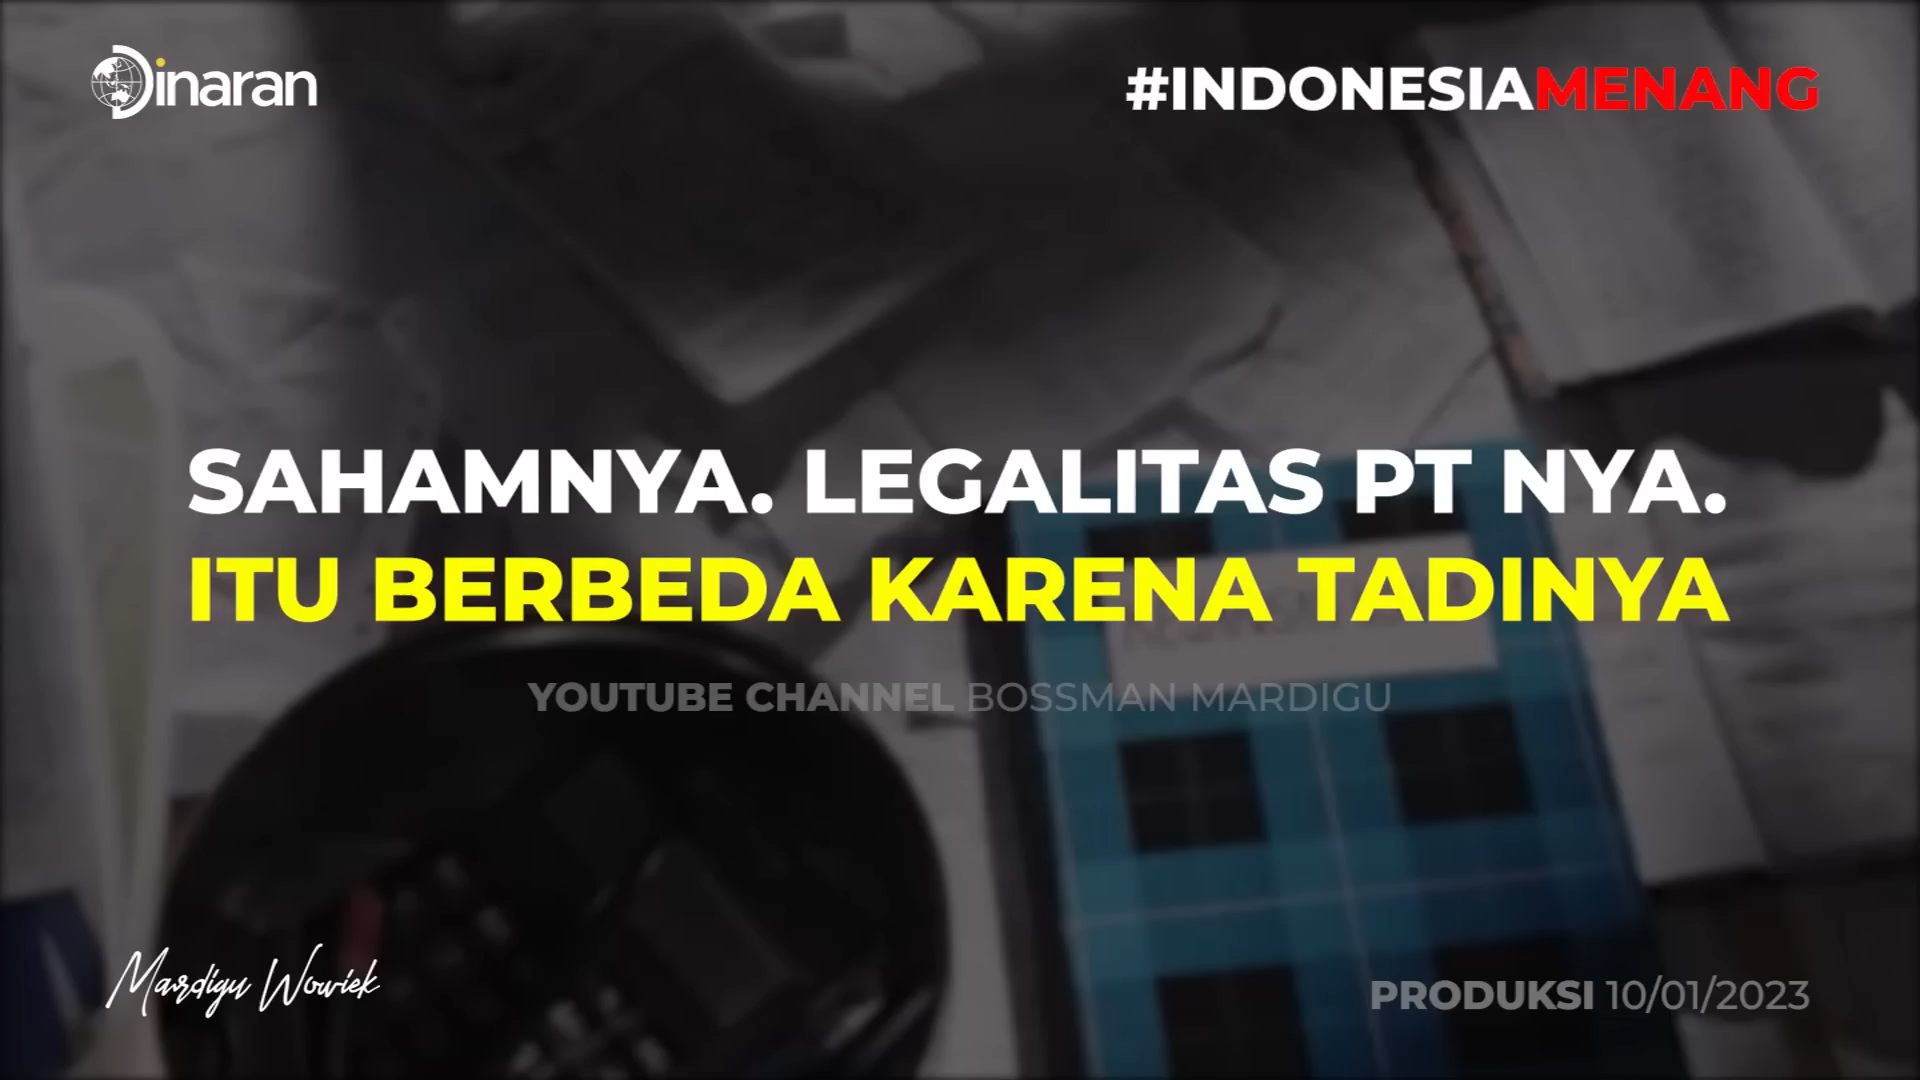 Dinaran
#INDONESIAMENANG
SAHAMNYA. LEGALITAS PT NYA.
ITU BERBEDA KARENA TADINYA
YOUTUBE CHANNEL BOSSMAN MARDIGU
Mardigu Wowiek
PRODUKSI 10/01/2023